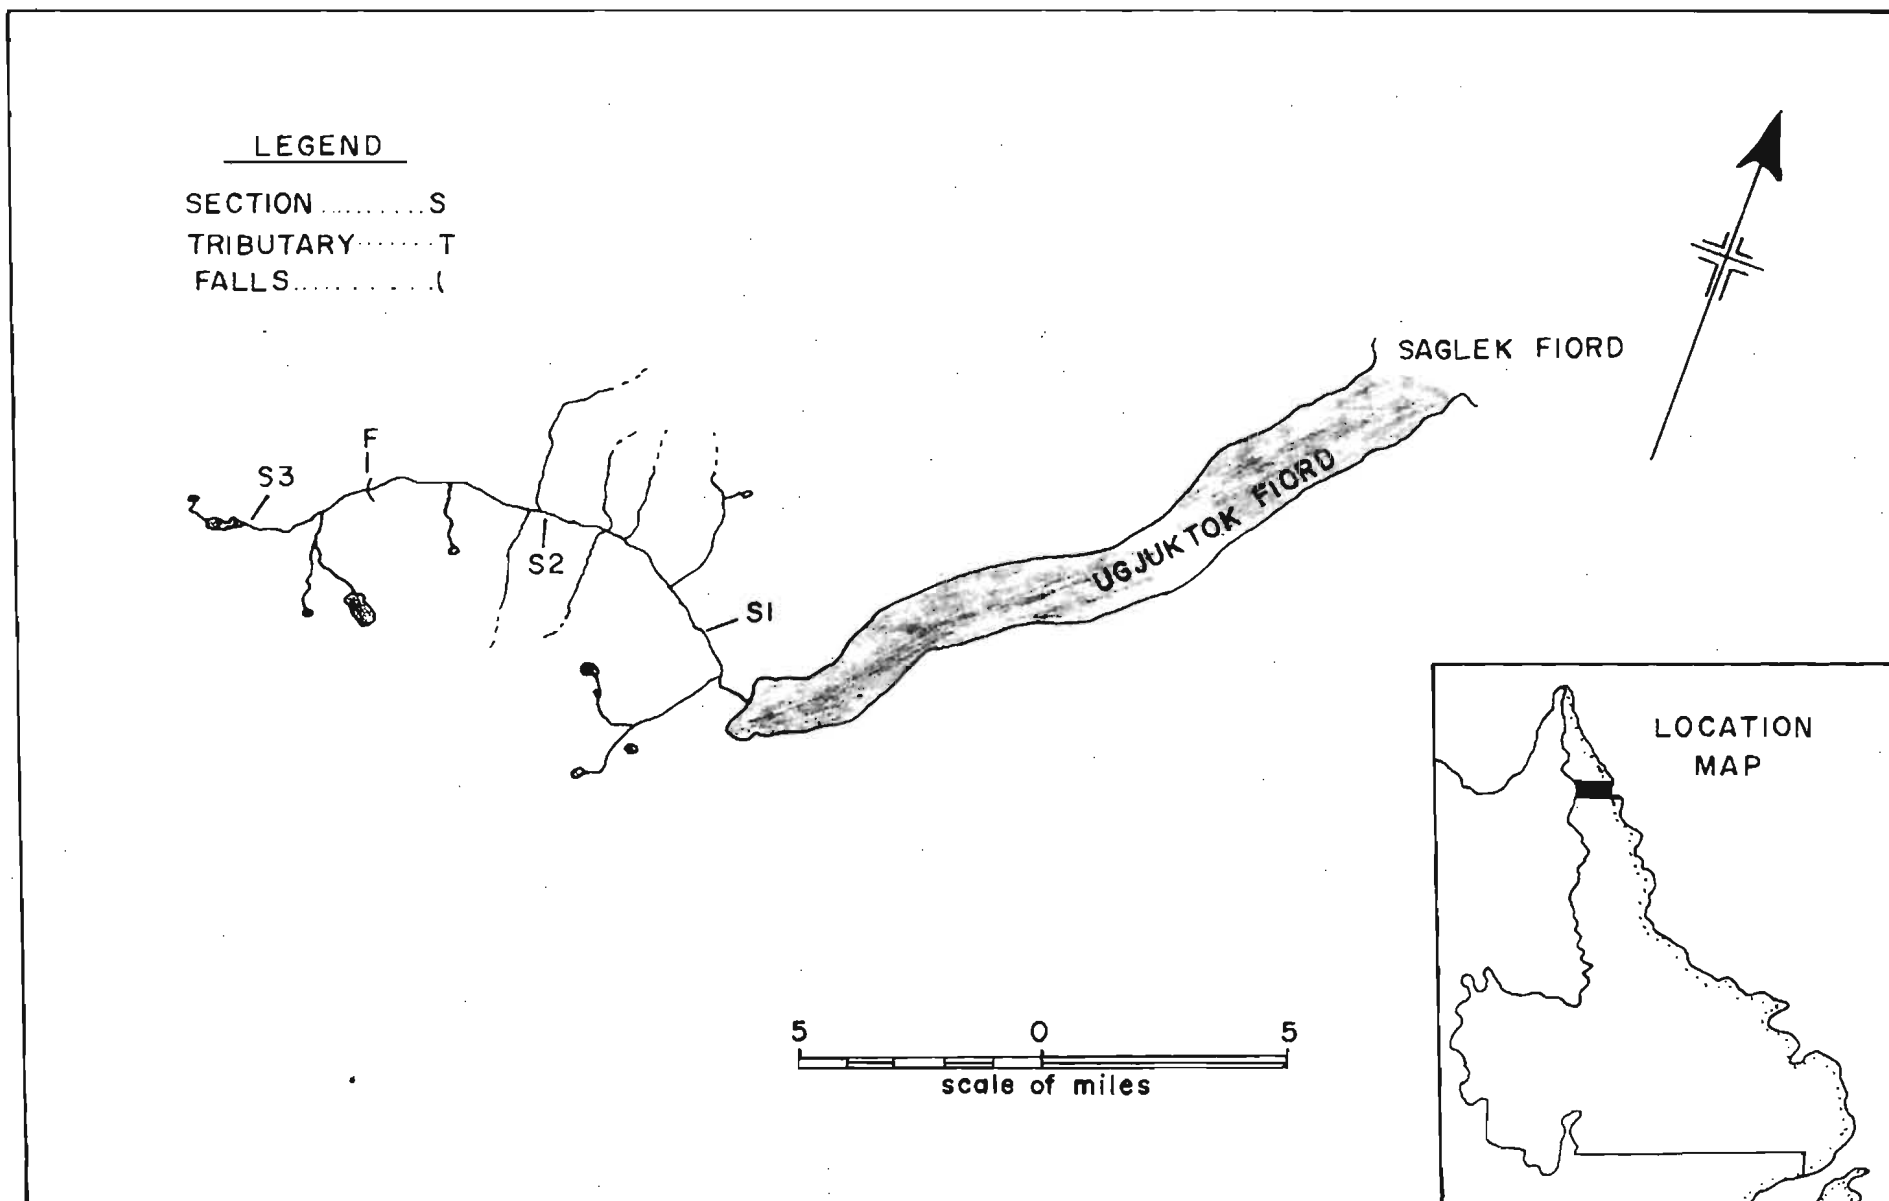 LEGEND
SECTION .......... S
TRIBUTARY ....... T
FALLS .......... (
SAGLEK FIORD
F
S3
S2
S1
UGJUKTOK FIORD
LOCATION
MAP
5 0 5
scale of miles